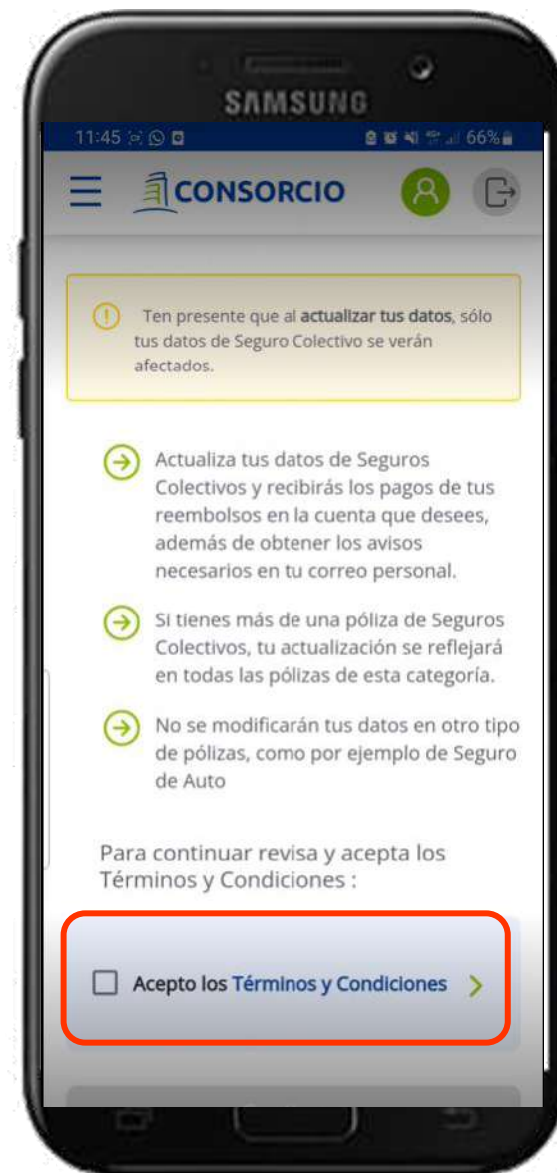 SAMSUNG
11:45 66%
CONSORCIO
Ten presente que al actualizar tus datos, sólo
tus datos de Seguro Colectivo se verán
afectados.
Actualiza tus datos de Seguros
Colectivos y recibirás los pagos de tus
reembolsos en la cuenta que desees,
además de obtener los avisos
necesarios en tu correo personal.
Si tienes más de una póliza de Seguros
Colectivos, tu actualización se reflejará
en todas las pólizas de esta categoría.
No se modificarán tus datos en otro tipo
de pólizas, como por ejemplo de Seguro
de Auto
Para continuar revisa y acepta los
Términos y Condiciones :
Acepto los Términos y Condiciones